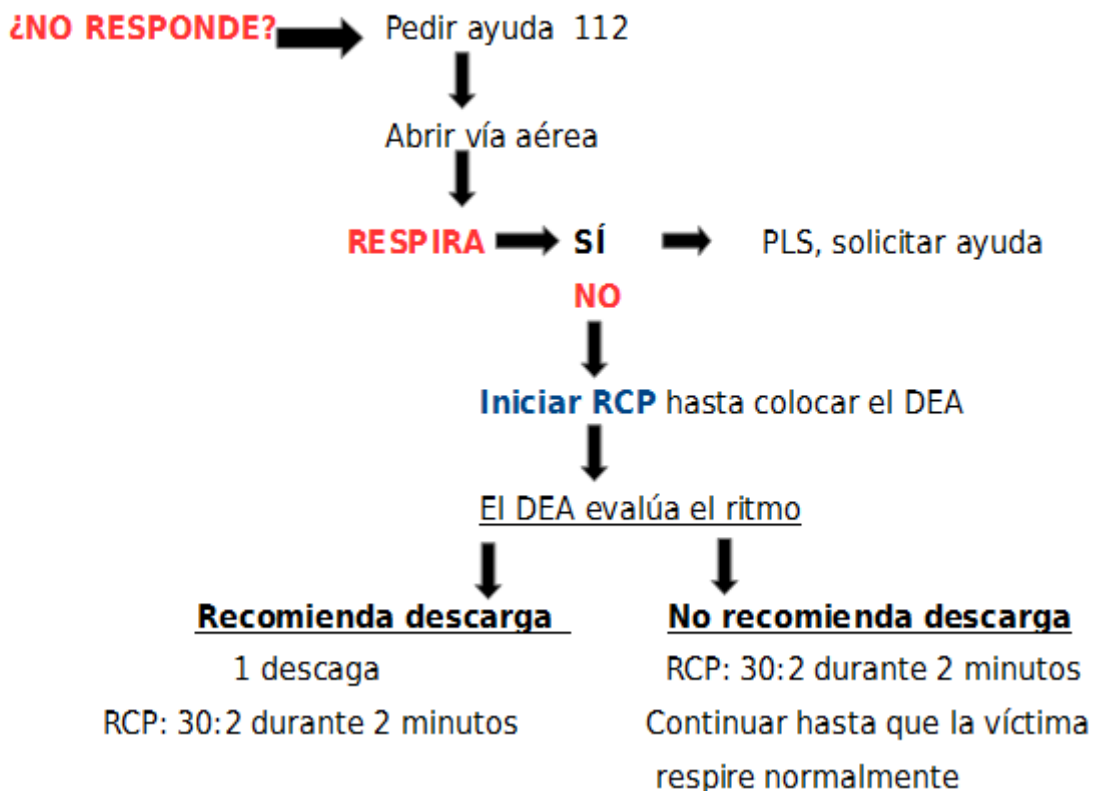 ¿NO RESPONDE? Pedir ayuda 112
Abrir vía aérea
RESPIRA SÍ PLS, solicitar ayuda
NO
Iniciar RCP hasta colocar el DEA
El DEA evalúa el ritmo
Recomienda descarga
1 descaga
RCP: 30:2 durante 2 minutos
No recomienda descarga
RCP: 30:2 durante 2 minutos
Continuar hasta que la víctima
respire normalmente